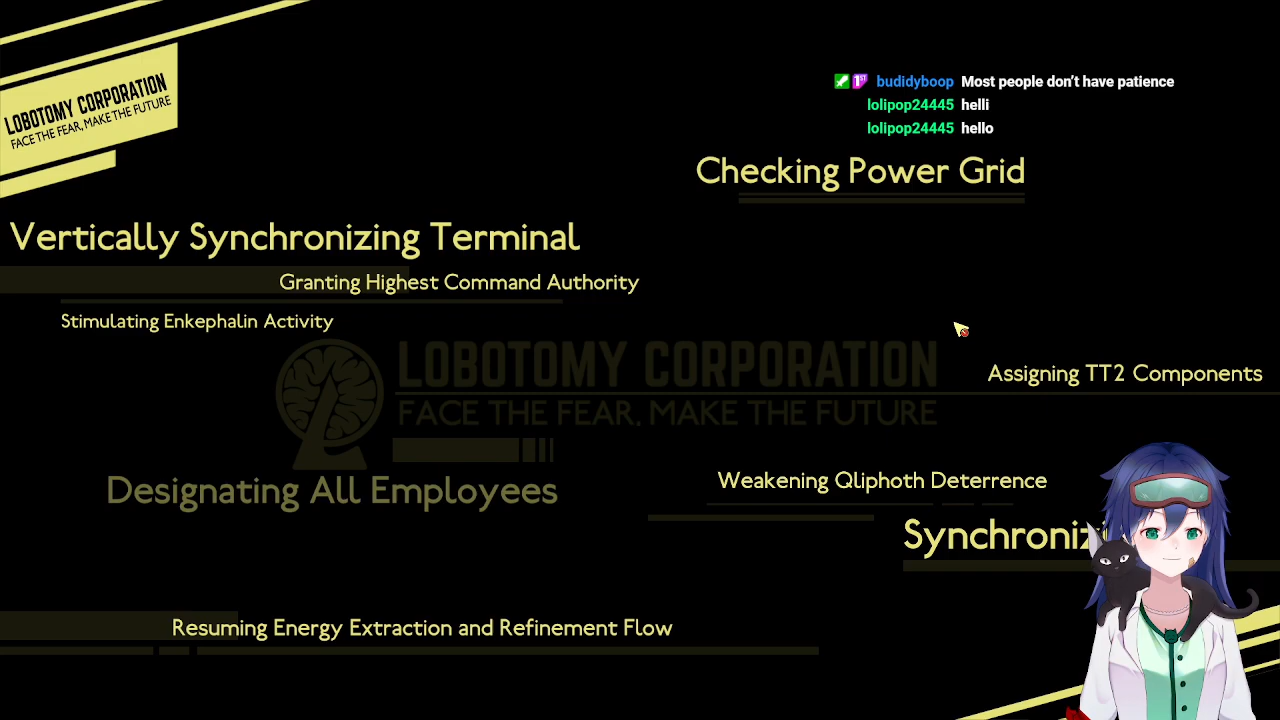 LOBOTOMY CORPORATION
FACE THE FEAR, MAKE THE FUTURE
budidyboop Most people don't have patience
lolipop24445 helli
lolipop24445 hello
Checking Power Grid
Vertically Synchronizing Terminal
Granting Highest Command Authority
Stimulating Enkephalin Activity
LOBOTOMY CORPORATION
FACE THE FEAR, MAKE THE FUTURE
Assigning TT2 Components
Designating All Employees
Weakening Qliphoth Deterrence
Synchroniz
Resuming Energy Extraction and Refinement Flow